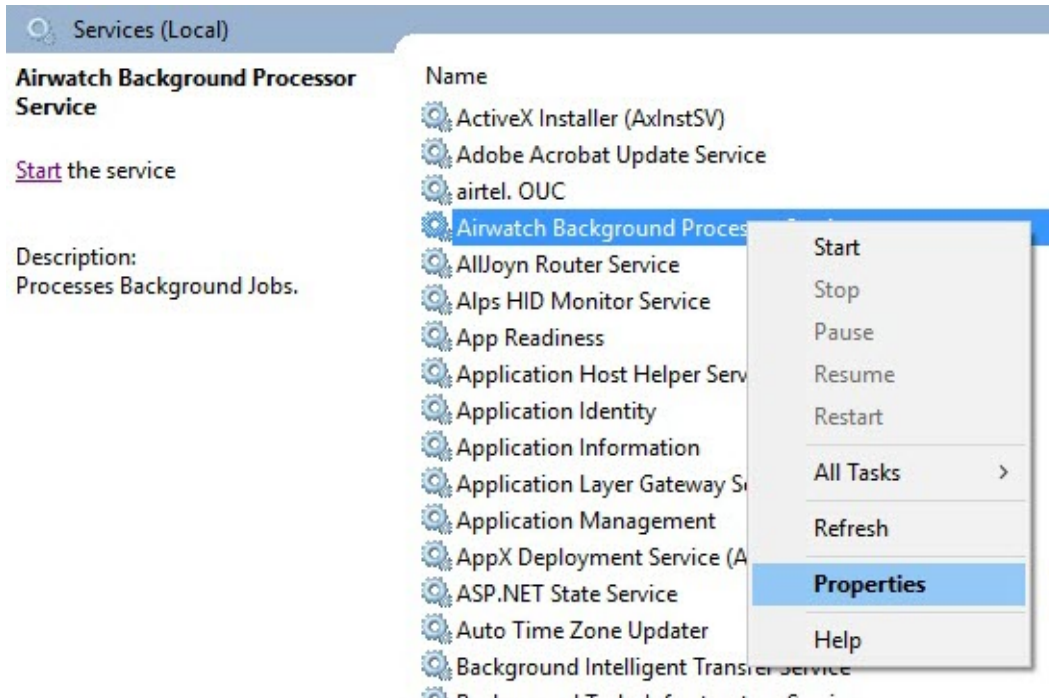 Services (Local)
Airwatch Background Processor
Service
Start the service
Description:
Processes Background Jobs.
Name
ActiveX Installer (AxInstSV)
Adobe Acrobat Update Service
airtel. OUC
Airwatch Background Proces
AllJoyn Router Service
Alps HID Monitor Service
App Readiness
Application Host Helper Serv
Application Identity
Application Information
Application Layer Gateway Se
Application Management
AppX Deployment Service (A
ASP.NET State Service
Auto Time Zone Updater
Background Intelligent Transfer Service
Start
Stop
Pause
Resume
Restart
All Tasks >
Refresh
Properties
Help